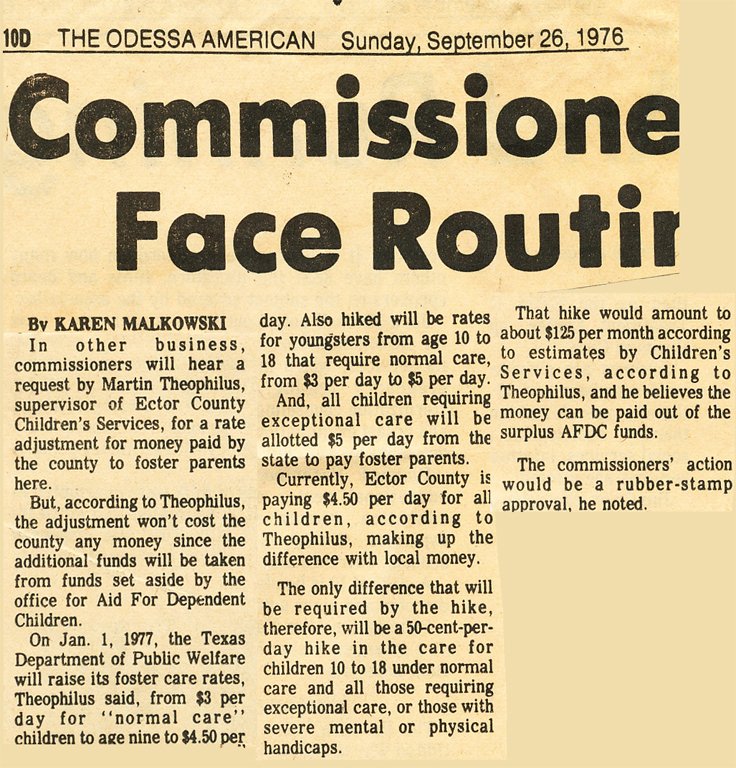 10D THE ODESSA AMERICAN Sunday, September 26, 1976
Commissione
Face Routin
By KAREN MALKOWSKI
In other business,
commissioners will hear a
request by Martin Theophilus,
supervisor of Ector County
Children's Services, for a rate
adjustment for money paid by
the county to foster parents
here.
But, according to Theophilus,
the adjustment won't cost the
county any money since the
additional funds will be taken
from funds set aside by the
office for Aid For Dependent
Children.
On Jan. 1, 1977, the Texas
Department of Public Welfare
will raise its foster care rates,
Theophilus said, from $3 per
day for "normal care"
children to age nine to $4.50 per
day. Also hiked will be rates
for youngsters from age 10 to
18 that require normal care,
from $3 per day to $5 per day.
And, all children requiring
exceptional care will be
allotted $5 per day from the
state to pay foster parents.
Currently, Ector County is
paying $4.50 per day for all
children, according to
Theophilus, making up the
difference with local money.
The only difference that will
be required by the hike,
therefore, will be a 50-cent-per-
day hike in the care for
children 10 to 18 under normal
care and all those requiring
exceptional care, or those with
severe mental or physical
handicaps.
That hike would amount to
about $125 per month according
to estimates by Children's
Services, according to
Theophilus, and he believes the
money can be paid out of the
surplus AFDC funds.
The commissioners' action
would be a rubber-stamp
approval, he noted.